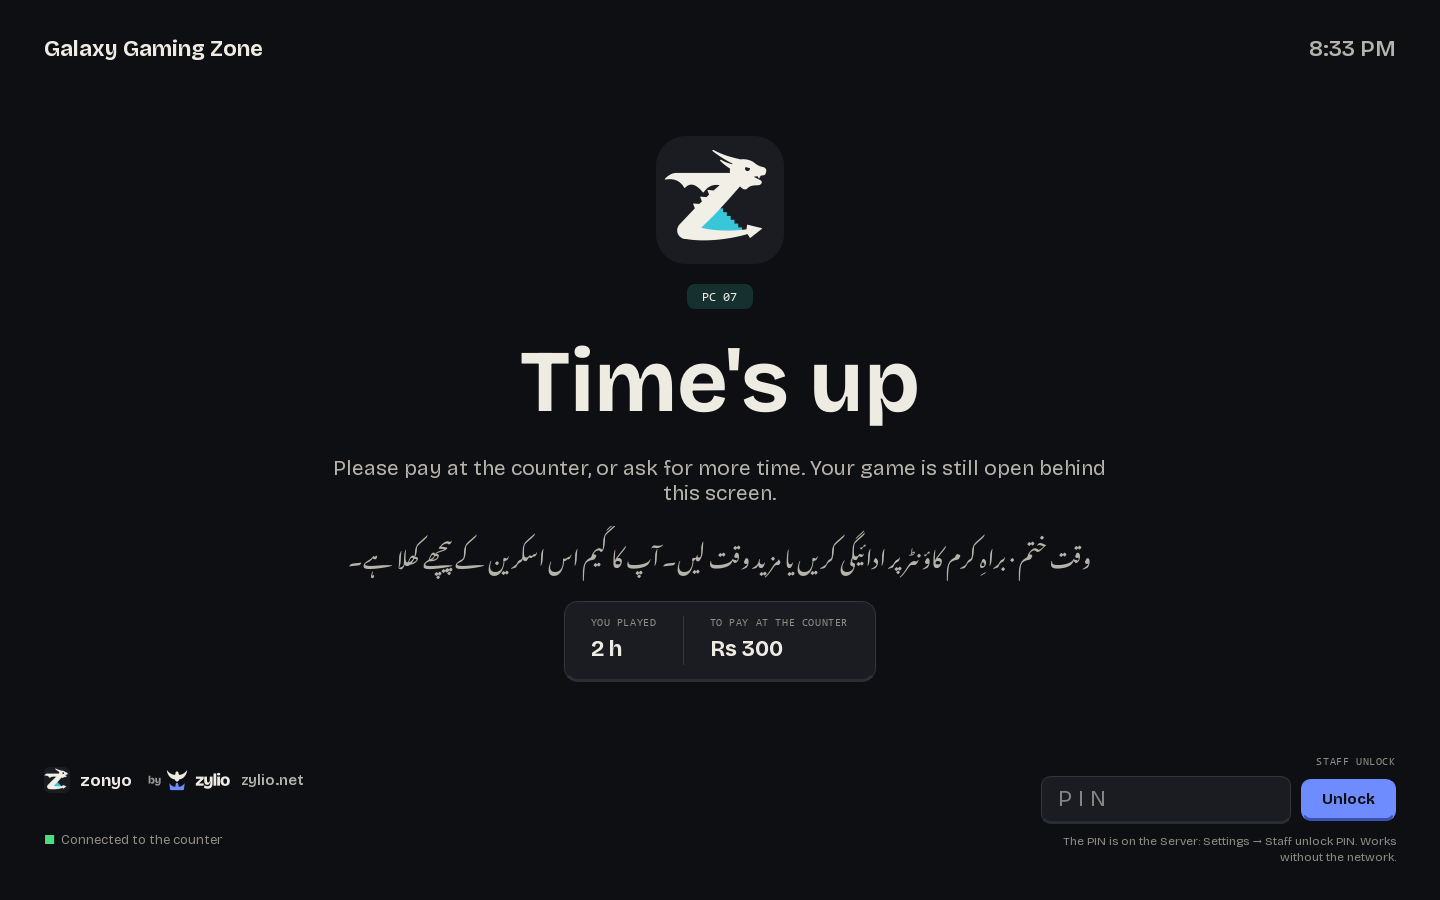 Galaxy Gaming Zone
8:33 PM
PC 07
Time's up
Please pay at the counter, or ask for more time. Your game is still open behind
this screen.
وقت ختم · براہِ کرم کاؤنٹر پر ادائیگی کریں یا مزید وقت لیں۔ آپ کا گیم اس اسکرین کے پیچھے کھلا ہے۔
YOU PLAYED
2 h
TO PAY AT THE COUNTER
Rs 300
zonyo by zylio zylio.net
Connected to the counter
STAFF UNLOCK
PIN
Unlock
The PIN is on the Server: Settings → Staff unlock PIN. Works
without the network.